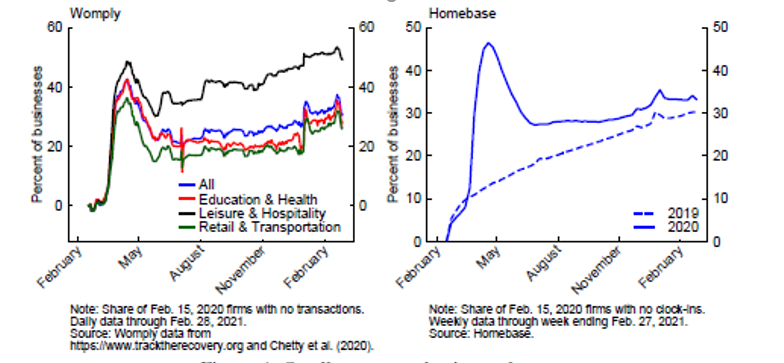 Womply
60
40
20
0
Percent of businesses
60
40
20
0
All
Education & Health
Leisure & Hospitality
Retail & Transportation
February
May
August
November
February
Note: Share of Feb. 15, 2020 firms with no transactions.
Daily data through Feb. 28, 2021.
Source: Womply data from
https://www.tracktherecovery.org and Chetty et al. (2020).
Homebase
50
40
30
20
10
0
Percent of businesses
50
40
30
20
10
0
2019
2020
February
May
August
November
February
Note: Share of Feb. 15, 2020 firms with no clock-ins.
Weekly data through week ending Feb. 27, 2021.
Source: Homebase.